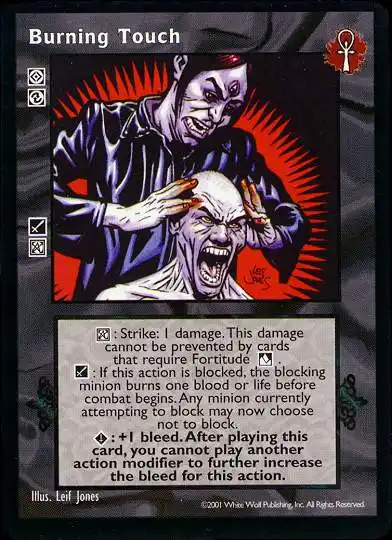 Burning Touch
LEIF JONES
: Strike: 1 damage. This damage
cannot be prevented by cards
that require Fortitude .
: If this action is blocked, the blocking
minion burns one blood or life before
combat begins. Any minion currently
attempting to block may now choose
not to block.
: +1 bleed. After playing this
card, you cannot play another
action modifier to further increase
the bleed for this action.
Illus. Leif Jones
©2001 White Wolf Publishing, Inc. All Rights Reserved.